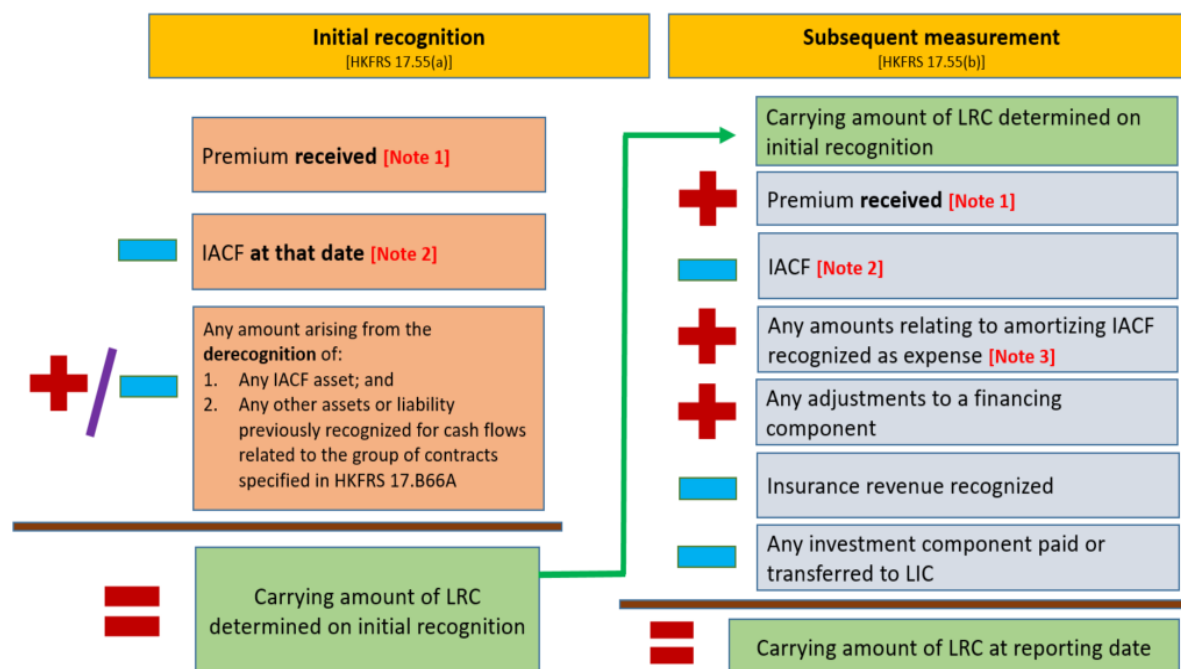 Initial recognition
[HKFRS 17.55(a)]
Premium received [Note 1]
IACF at that date [Note 2]
Any amount arising from the
derecognition of:
1. Any IACF asset; and
2. Any other assets or liability
previously recognized for cash flows
related to the group of contracts
specified in HKFRS 17.B66A
Carrying amount of LRC
determined on initial recognition
Subsequent measurement
[HKFRS 17.55(b)]
Carrying amount of LRC determined on
initial recognition
Premium received [Note 1]
IACF [Note 2]
Any amounts relating to amortizing IACF
recognized as expense [Note 3]
Any adjustments to a financing
component
Insurance revenue recognized
Any investment component paid or
transferred to LIC
Carrying amount of LRC at reporting date